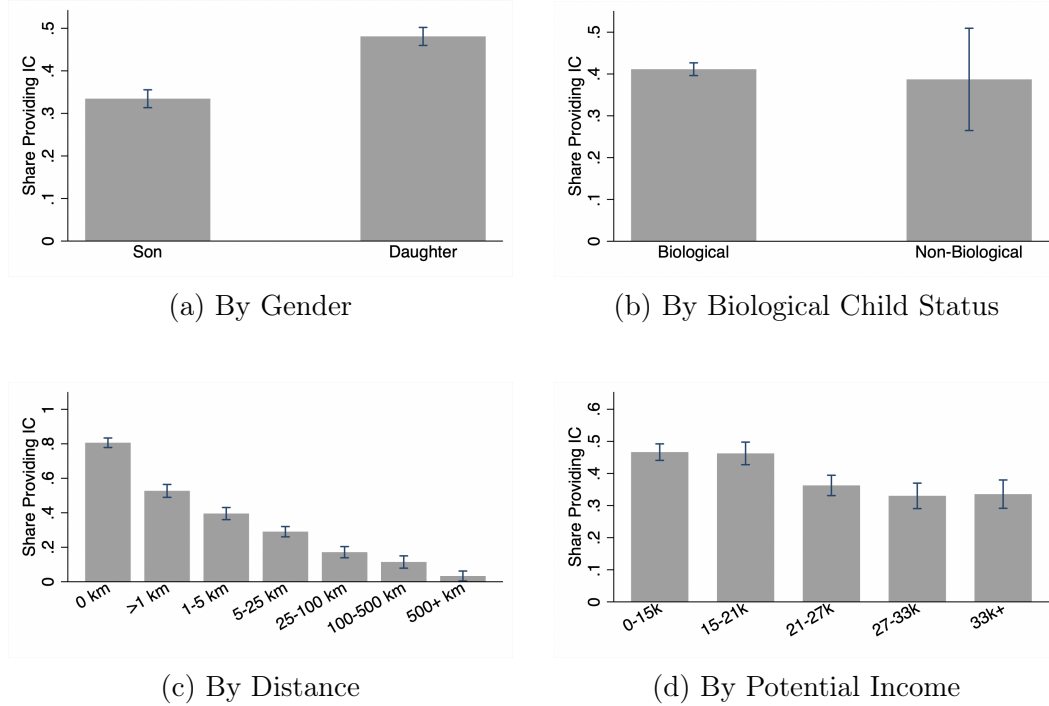 Share Providing IC
.5
.4
.3
.2
.1
0
Son
Daughter
(a) By Gender
Share Providing IC
.5
.4
.3
.2
.1
0
Biological
Non-Biological
(b) By Biological Child Status
Share Providing IC
1
.8
.6
.4
.2
0
0 km
>1 km
1-5 km
5-25 km
25-100 km
100-500 km
500+ km
(c) By Distance
Share Providing IC
.6
.5
.4
.3
.2
.1
0
0-15k
15-21k
21-27k
27-33k
33k+
(d) By Potential Income